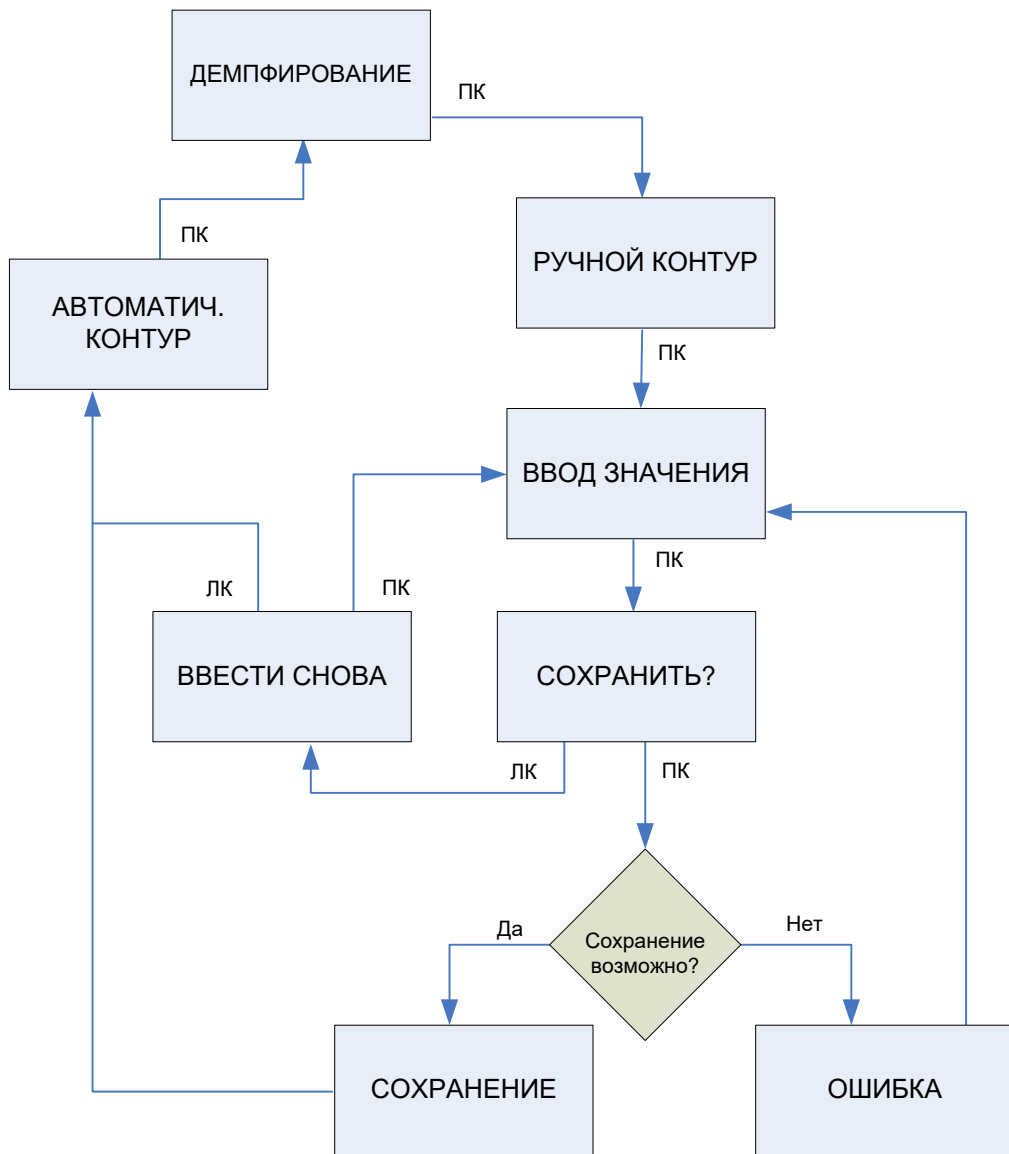 ДЕМПФИРОВАНИЕ
ПК
ПК
РУЧНОЙ КОНТУР
АВТОМАТИЧ.
КОНТУР
ПК
ВВОД ЗНАЧЕНИЯ
ПК
ЛК
ПК
ВВЕСТИ СНОВА
СОХРАНИТЬ?
ЛК
ПК
Да
Нет
Сохранение
возможно?
СОХРАНЕНИЕ
ОШИБКА